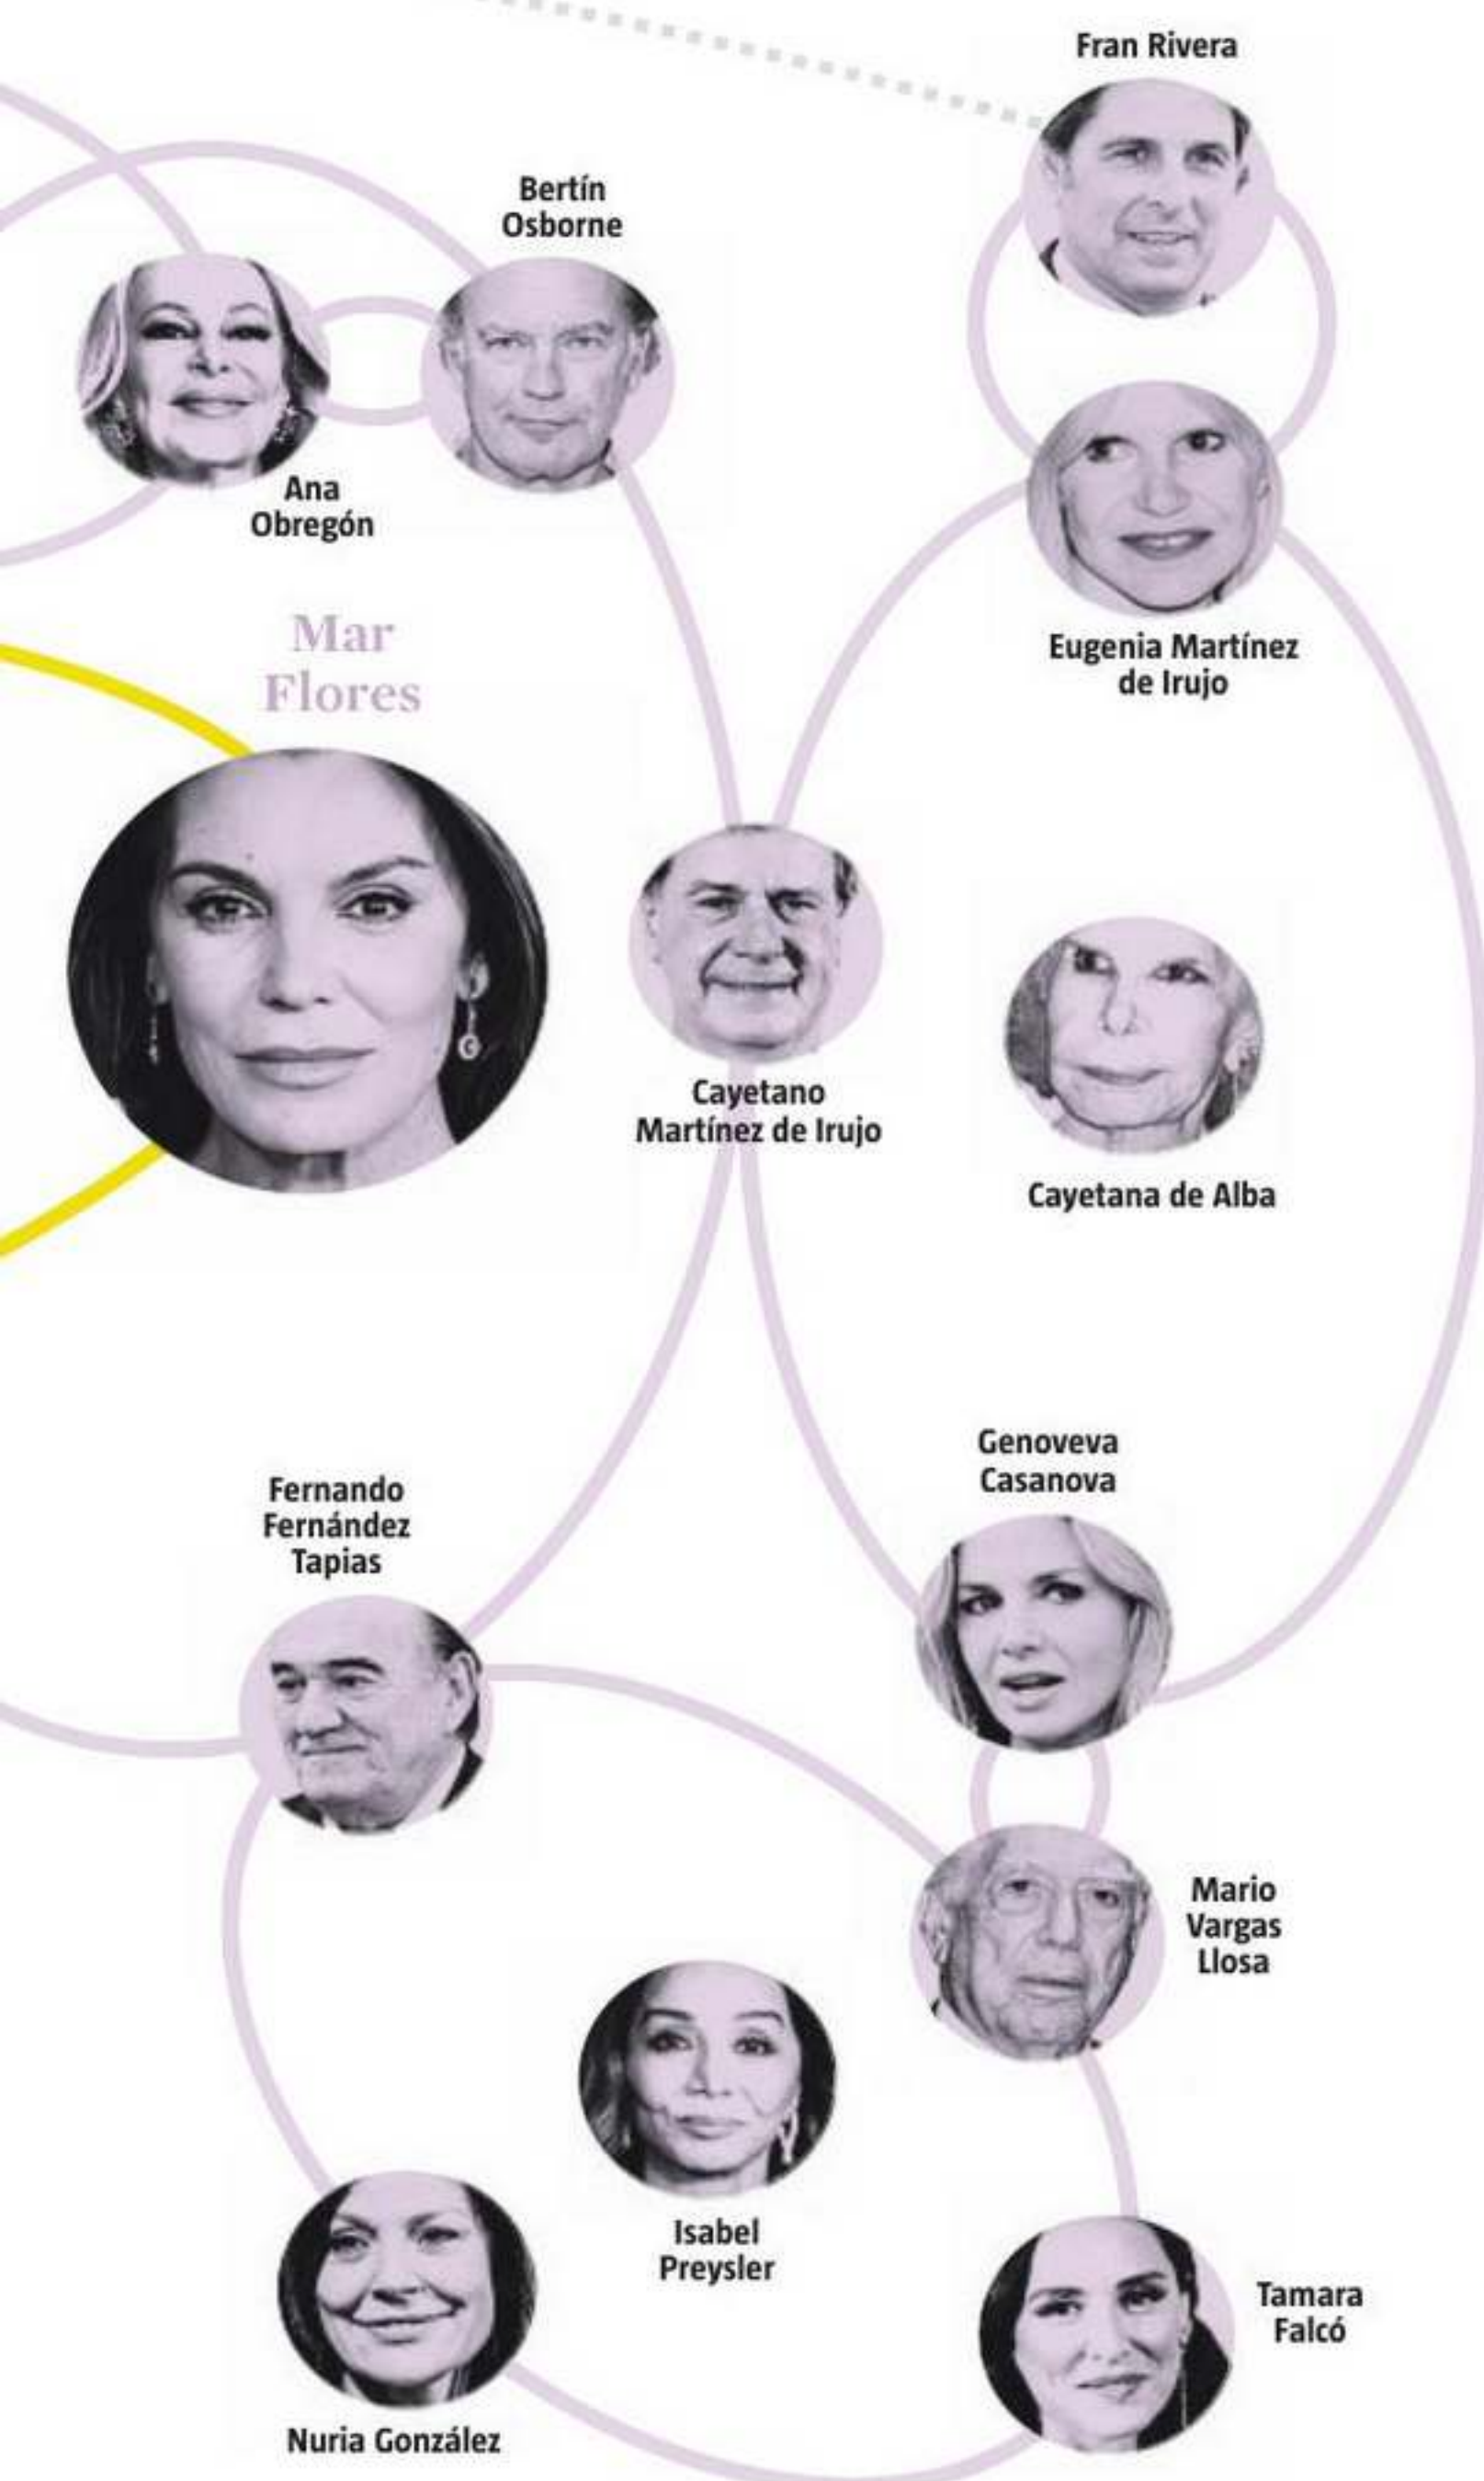 Fran Rivera
Bertín
Osborne
Ana
Obregón
Mar
Flores
Eugenia Martínez
de Irujo
Cayetano
Martínez de Irujo
Cayetana de Alba
Genoveva
Casanova
Fernando
Fernández
Tapias
Mario
Vargas
Llosa
Isabel
Preysler
Tamara
Falcó
Nuria González